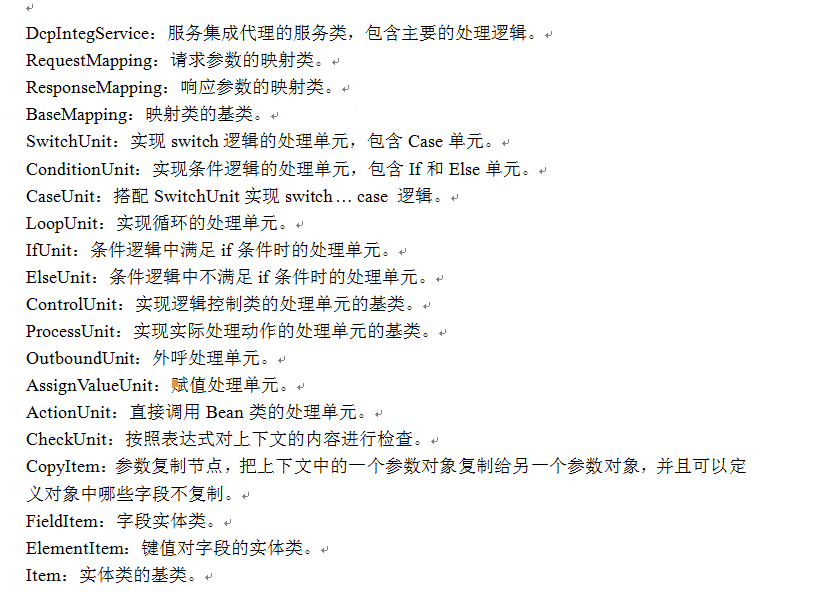 DcpIntegService：服务集成代理的服务类，包含主要的处理逻辑。
RequestMapping：请求参数的映射类。
ResponseMapping：响应参数的映射类。
BaseMapping：映射类的基类。
SwitchUnit：实现 switch 逻辑的处理单元，包含 Case 单元。
ConditionUnit：实现条件逻辑的处理单元，包含 If 和 Else 单元。
CaseUnit：搭配 SwitchUnit 实现 switch… case 逻辑。
LoopUnit：实现循环的处理单元。
IfUnit：条件逻辑中满足 if 条件时的处理单元。
ElseUnit：条件逻辑中不满足 if 条件时的处理单元。
ControlUnit：实现逻辑控制类的处理单元的基类。
ProcessUnit：实现实际处理动作的处理单元的基类。
OutboundUnit：外呼处理单元。
AssignValueUnit：赋值处理单元。
ActionUnit：直接调用 Bean 类的处理单元。
CheckUnit：按照表达式对上下文的内容进行检查。
CopyItem：参数复制节点，把上下文中的一个参数对象复制给另一个参数对象，并且可以定
义对象中哪些字段不复制。
FieldItem：字段实体类。
ElementItem：键值对字段的实体类。
Item：实体类的基类。